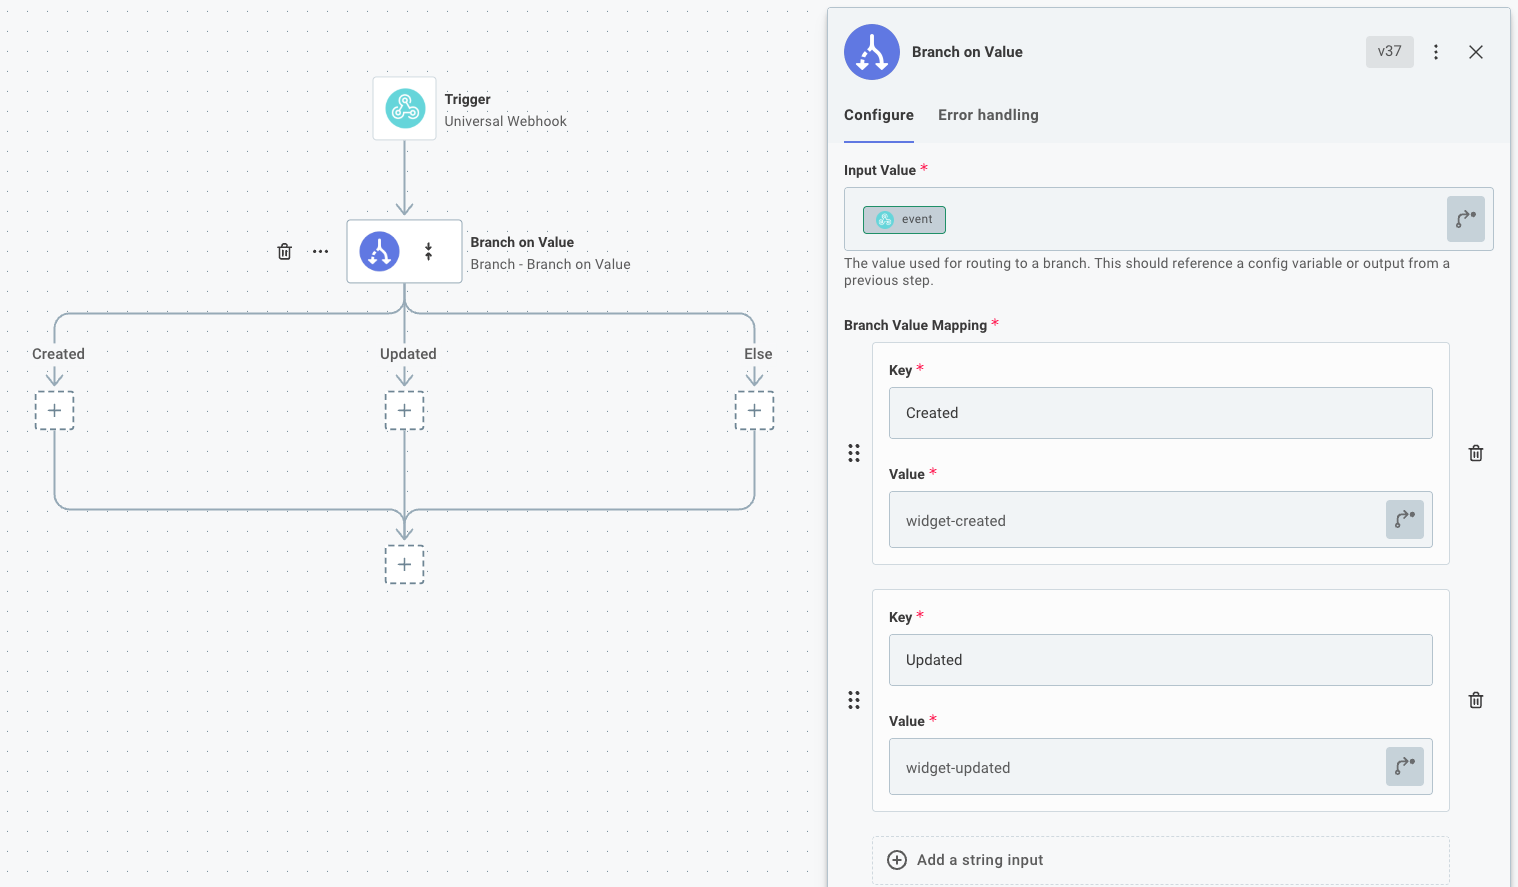 Trigger
Universal Webhook
Branch on Value
Branch - Branch on Value
Created
Updated
Else
Branch on Value
v37
Configure
Error handling
Input Value *
event
The value used for routing to a branch. This should reference a config variable or output from a
previous step.
Branch Value Mapping *
Key *
Created
Value *
widget-created
Key *
Updated
Value *
widget-updated
Add a string input